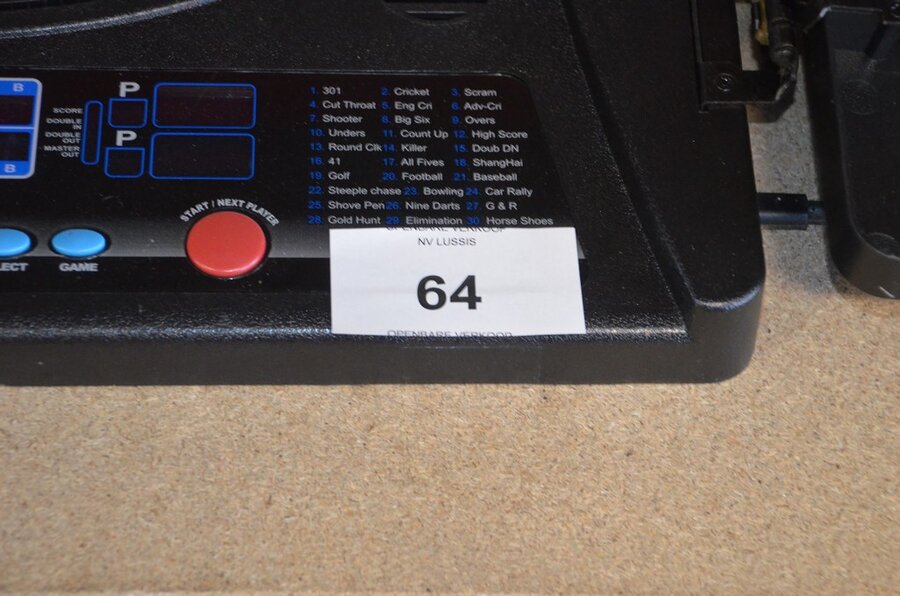 B
B
P
P
SCORE
DOUBLE IN
DOUBLE OUT
MASTER OUT
1. 301 2. Cricket 3. Scram
4. Cut Throat 5. Eng Cri 6. Adv-Cri
7. Shooter 8. Big Six 9. Overs
10. Unders 11. Count Up 12. High Score
13. Round Clk 14. Killer 15. Doub DN
16. 41 17. All Fives 18. ShangHai
19. Golf 20. Football 21. Baseball
22. Steeple chase 23. Bowling 24. Car Rally
25. Shove Pen 26. Nine Darts 27. G & R
28. Gold Hunt 29. Elimination 30. Horse Shoes
START / NEXT PLAYER
LECT
GAME
OPENBARE VERKOOP
NV LUSSIS
64
OPENBARE VERKOOP